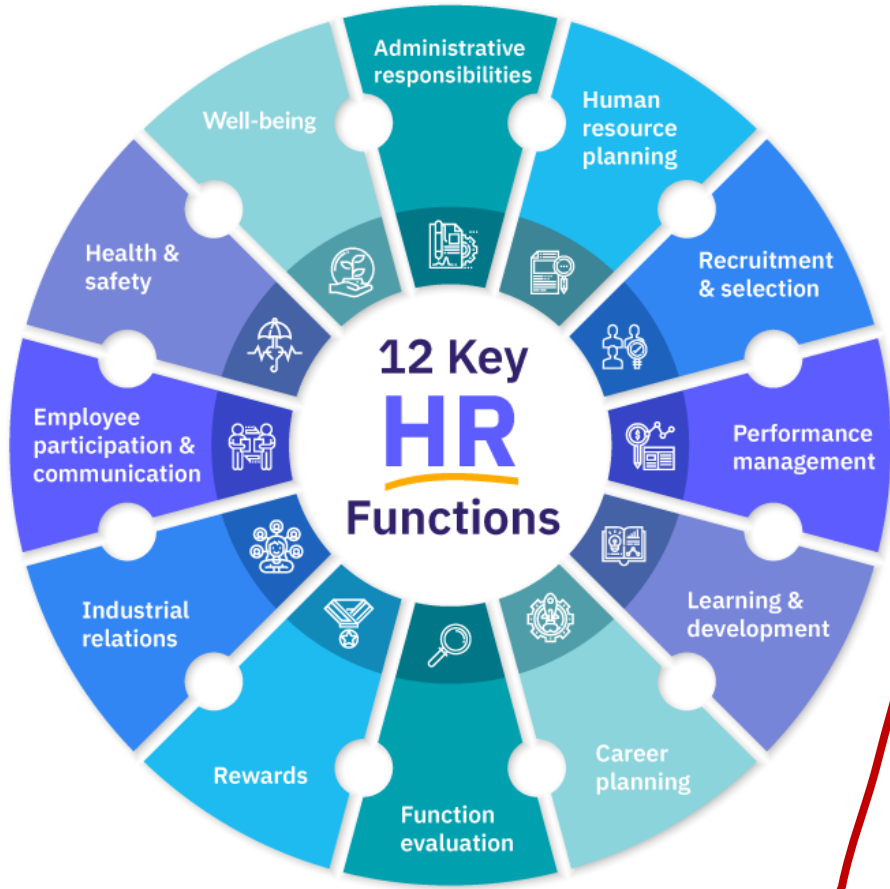 12 Key
HR
Functions
Administrative
responsibilities
Human
resource
planning
Recruitment
& selection
Performance
management
Learning &
development
Career
planning
Function
evaluation
Rewards
Industrial
relations
Employee
participation &
communication
Health &
safety
Well-being